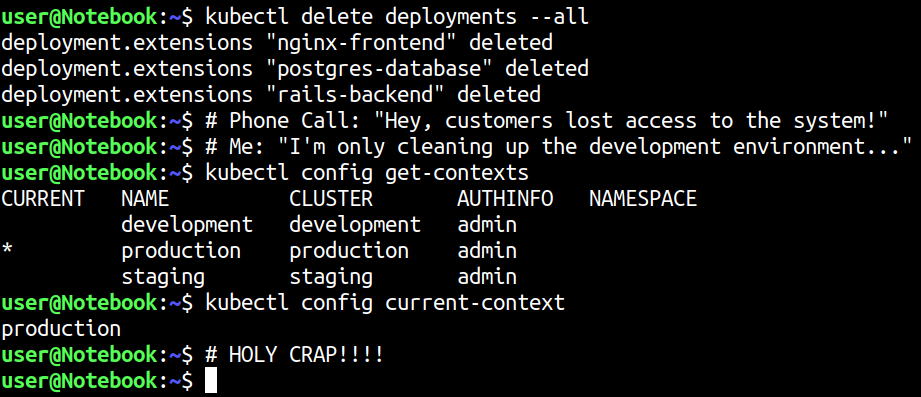 user@Notebook:~$ kubectl delete deployments --all
deployment.extensions "nginx-frontend" deleted
deployment.extensions "postgres-database" deleted
deployment.extensions "rails-backend" deleted
user@Notebook:~$ # Phone Call: "Hey, customers lost access to the system!"
user@Notebook:~$ # Me: "I'm only cleaning up the development environment..."
user@Notebook:~$ kubectl config get-contexts
CURRENT   NAME          CLUSTER       AUTHINFO   NAMESPACE
          development   development   admin
*         production    production    admin
          staging       staging       admin
user@Notebook:~$ kubectl config current-context
production
user@Notebook:~$ # HOLY CRAP!!!!
user@Notebook:~$